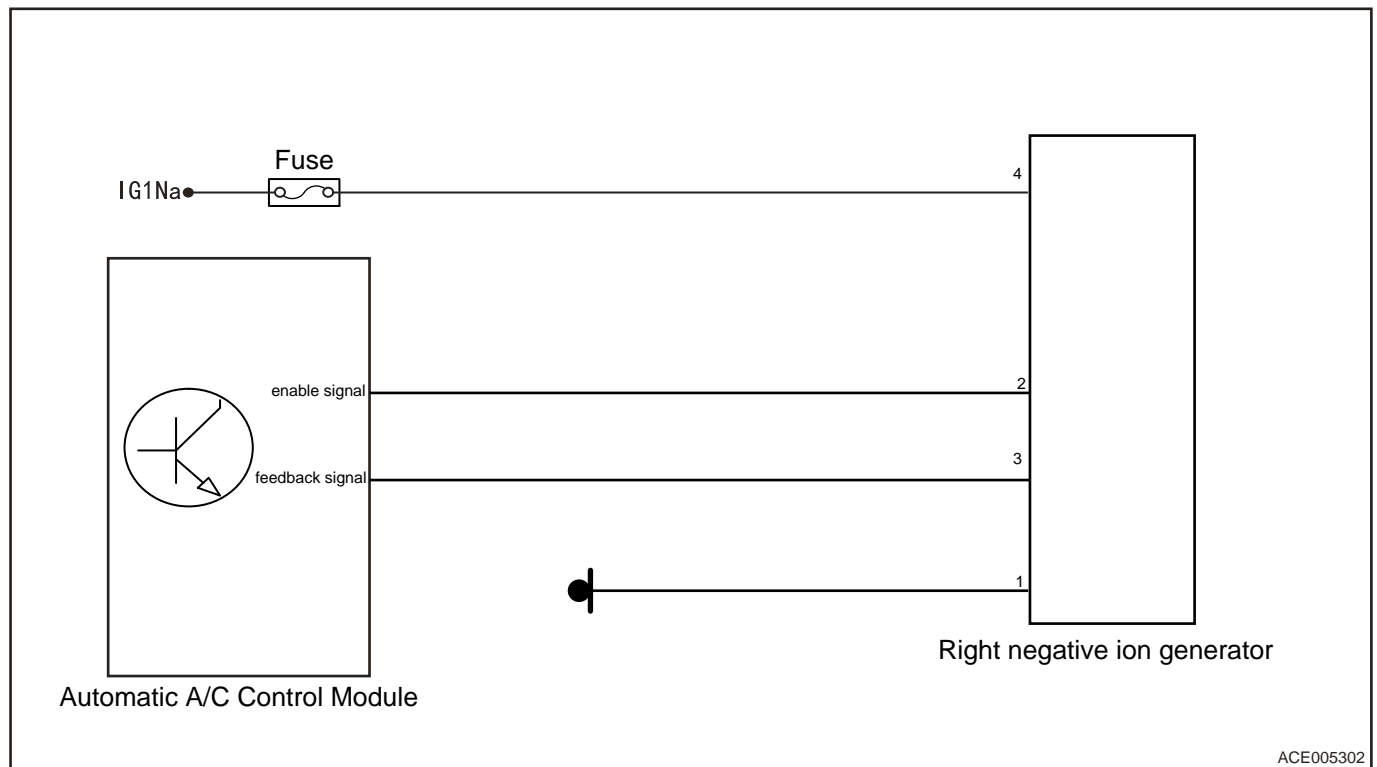 Fuse
IG1Na
4
enable signal
2
feedback signal
3
1
Right negative ion generator
Automatic A/C Control Module
ACE005302